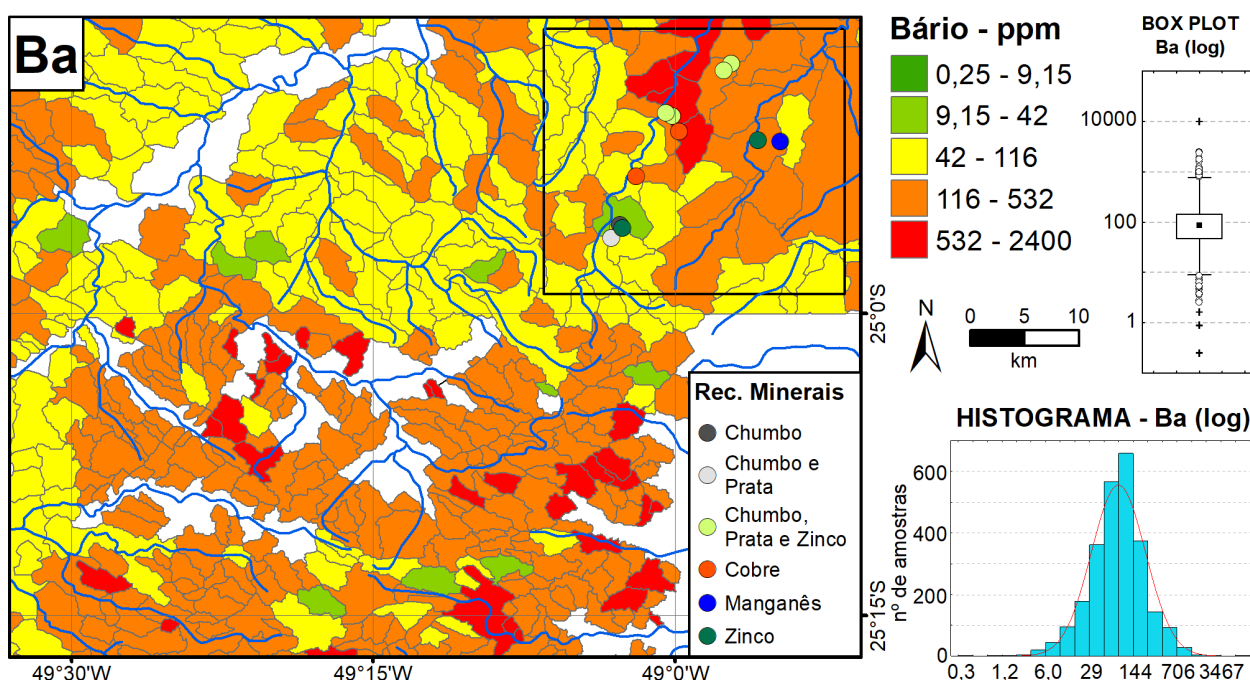 Ba
49°30'W
49°15'W
49°0'W
25°0'S
25°15'S
Rec. Minerais
Chumbo
Chumbo e
Prata
Chumbo,
Prata e Zinco
Cobre
Manganês
Zinco
Bário - ppm
0,25 - 9,15
9,15 - 42
42 - 116
116 - 532
532 - 2400
N
0 5 10
km
BOX PLOT
Ba (log)
10000
100
1
HISTOGRAMA - Ba (log)
nº de amostras
600
400
200
0
0.3 1.2 6.0 29 144 706 3467